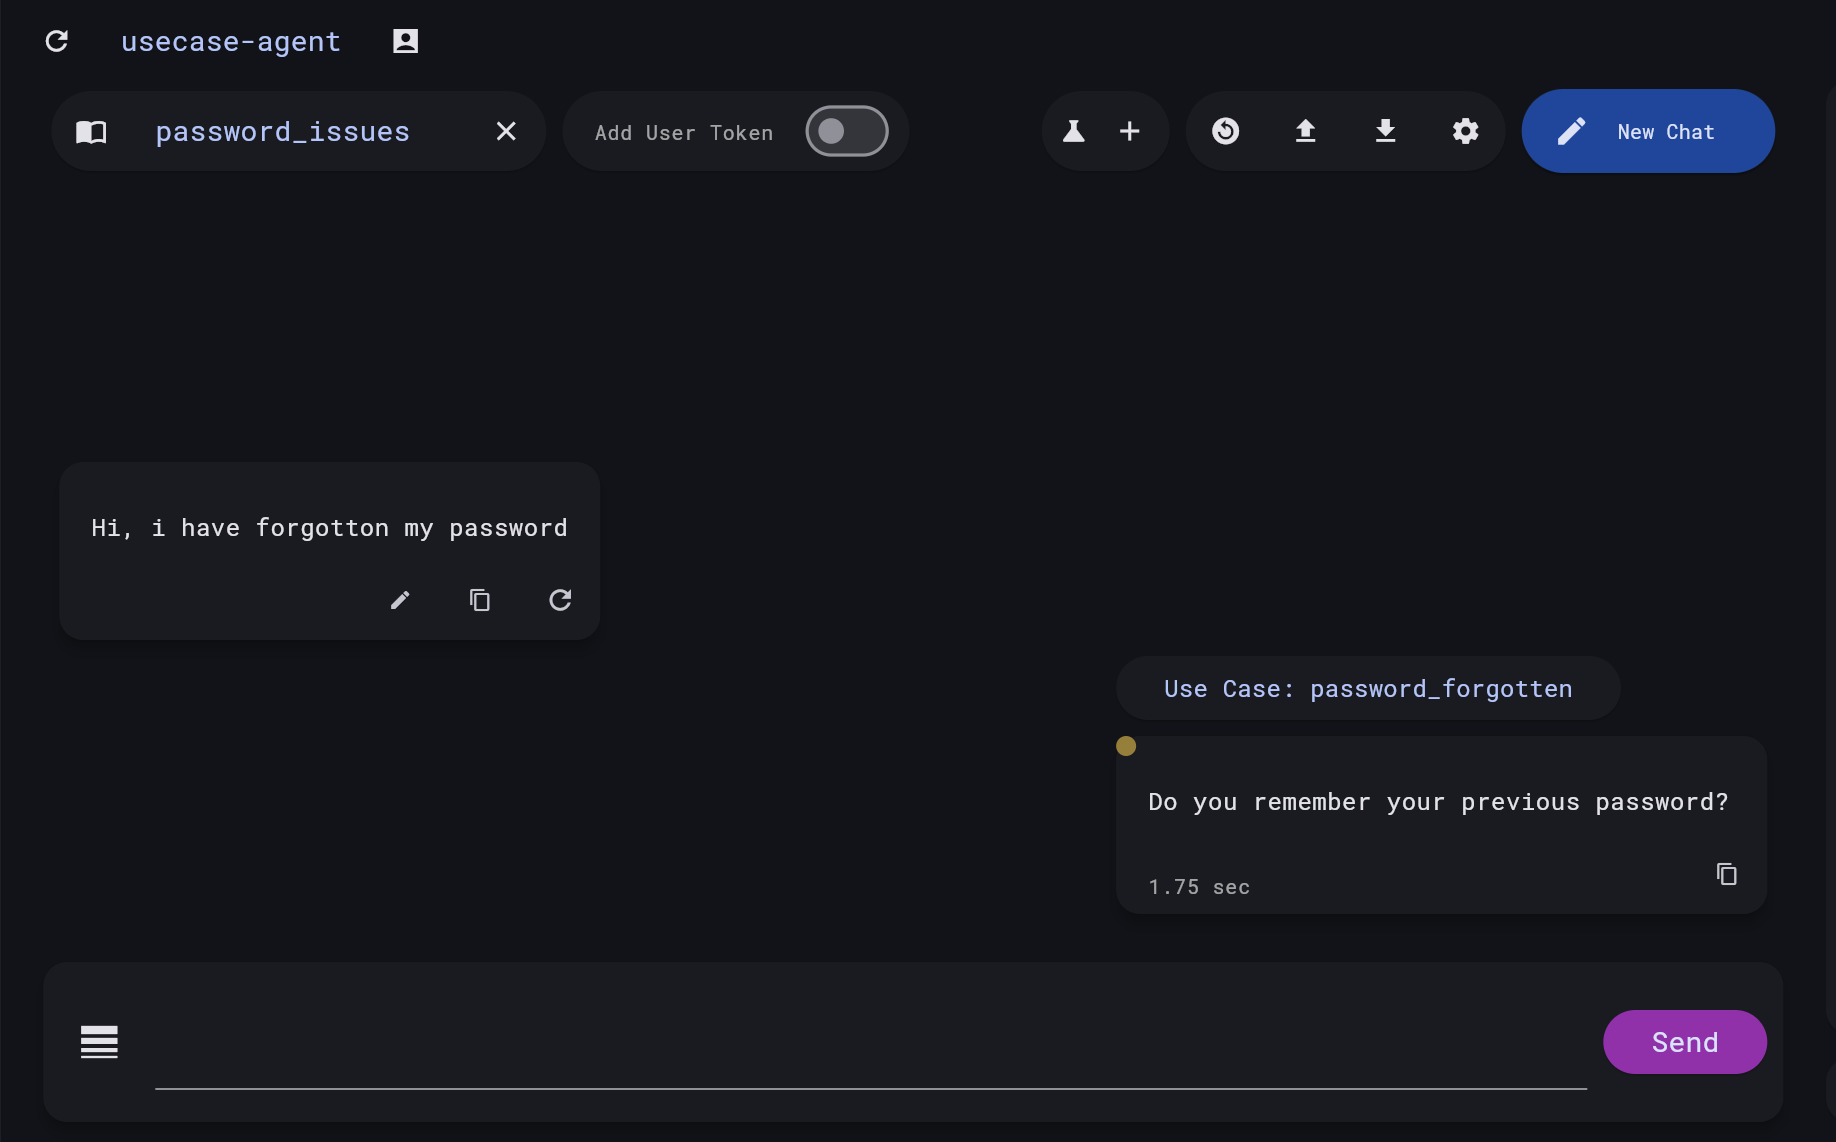 usecase-agent
password_issues
Add User Token
New Chat
Hi, i have forgotton my password
Use Case: password_forgotten
Do you remember your previous password?
1.75 sec
Send